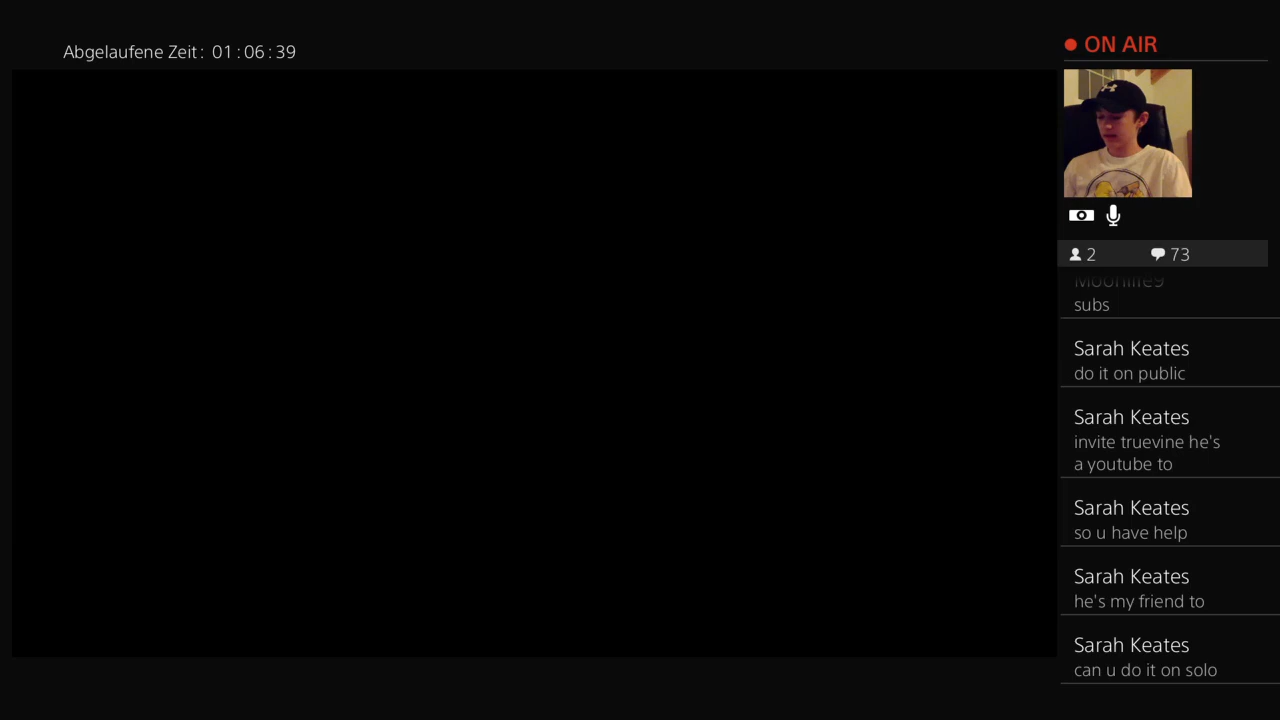 Abgelaufene Zeit: 01:06:39
ON AIR
2 73
Moonlife9
subs
Sarah Keates
do it on public
Sarah Keates
invite truevine he's
a youtube to
Sarah Keates
so u have help
Sarah Keates
he's my friend to
Sarah Keates
can u do it on solo